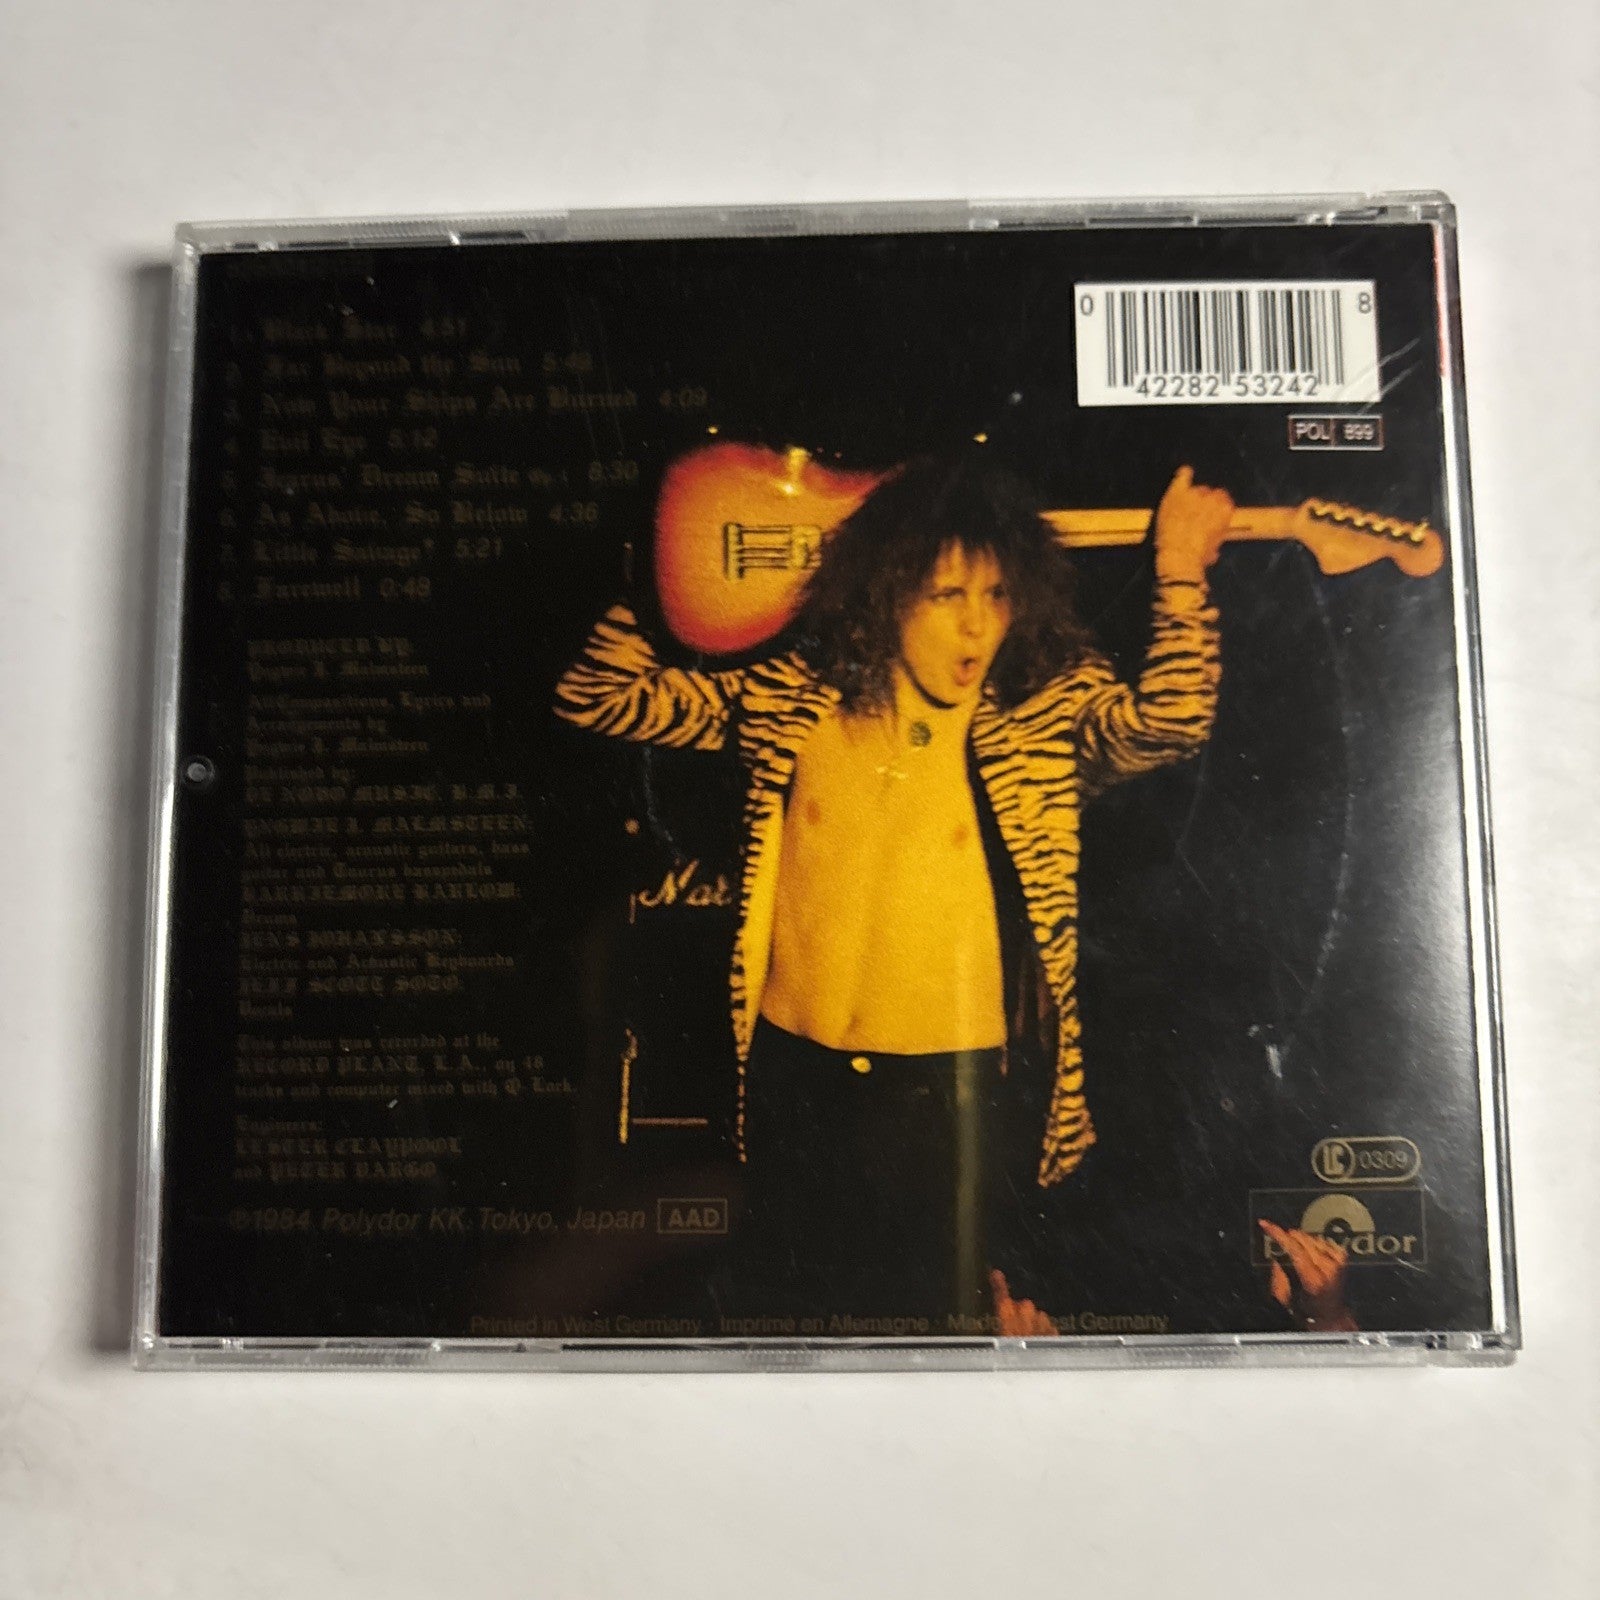 1. Black Star 4:51
2. Far Beyond the Sun 5:49
3. Now Your Ships Are Burned 4:09
4. Evil Eye 5:12
5. Icarus' Dream Suite Op. 4 8:30
6. As Above, So Below 4:36
7. Little Savage* 5:21
8. Farewell 0:48
PRODUCED BY:
Yngwie J. Malmsteen
All Compositions, Lyrics and
Arrangements by
Yngwie J. Malmsteen
Published by:
MUSIC, B.M.I.
YNGWIE J. MALMSTEEN:
All electric, acoustic guitars, bass
guitar and Taurus basspedals
BARRIEMORE BARLOW:
Drums
JENS JOHANSSON:
Electric and Acoustic Keyboards
JEFF SCOTT SOTO:
Vocals
This album was recorded at the
RECORD PLANT, L.A., on 48
tracks and computer mixed with Q-Lock.
Engineers:
LESTER CLAYPOOL
and PETER VARGO
℗1984 Polydor KK. Tokyo, Japan AAD
Printed in West Germany · Imprimé en Allemagne · Made West Germany
0 42282 53242 8
POL 899
Mar
LC 0309
polydor